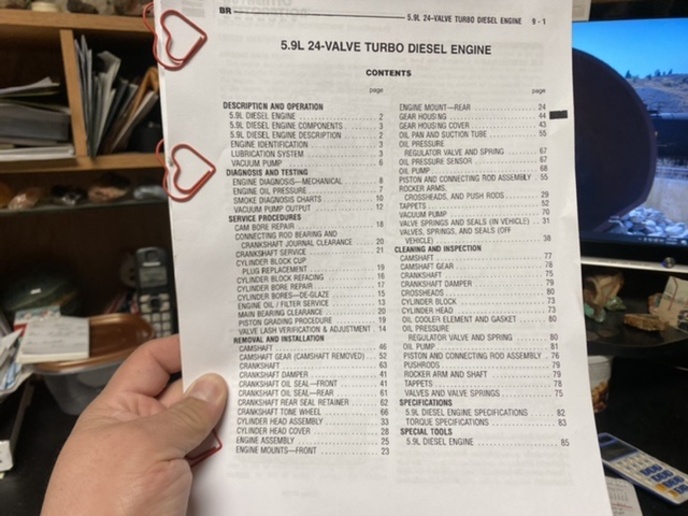 BR
5.9L 24-VALVE TURBO DIESEL ENGINE 9 - 1
5.9L 24-VALVE TURBO DIESEL ENGINE
CONTENTS
page
DESCRIPTION AND OPERATION
5.9L DIESEL ENGINE 2
5.9L DIESEL ENGINE COMPONENTS 3
5.9L DIESEL ENGINE DESCRIPTION 2
ENGINE IDENTIFICATION 3
LUBRICATION SYSTEM 3
VACUUM PUMP 6
DIAGNOSIS AND TESTING
ENGINE DIAGNOSIS—MECHANICAL 8
ENGINE OIL PRESSURE 7
SMOKE DIAGNOSIS CHARTS 10
VACUUM PUMP OUTPUT 12
SERVICE PROCEDURES
CAM BORE REPAIR 18
CONNECTING ROD BEARING AND
CRANKSHAFT JOURNAL CLEARANCE 20
CRANKSHAFT SERVICE 21
CYLINDER BLOCK CUP
PLUG REPLACEMENT 19
CYLINDER BLOCK REFACING 16
CYLINDER BORE REPAIR 17
CYLINDER BORES—DE-GLAZE 15
ENGINE OIL / FILTER SERVICE 13
MAIN BEARING CLEARANCE 20
PISTON GRADING PROCEDURE 19
VALVE LASH VERIFICATION & ADJUSTMENT 14
REMOVAL AND INSTALLATION
CAMSHAFT 46
CAMSHAFT GEAR (CAMSHAFT REMOVED) 52
CRANKSHAFT 63
CRANKSHAFT DAMPER 41
CRANKSHAFT OIL SEAL—FRONT 41
CRANKSHAFT OIL SEAL—REAR 61
CRANKSHAFT REAR SEAL RETAINER 62
CRANKSHAFT TONE WHEEL 66
CYLINDER HEAD ASSEMBLY 33
CYLINDER HEAD COVER 28
ENGINE ASSEMBLY 25
ENGINE MOUNTS—FRONT 23
page
ENGINE MOUNT—REAR 24
GEAR HOUSING 44
GEAR HOUSING COVER 43
OIL PAN AND SUCTION TUBE 55
OIL PRESSURE
REGULATOR VALVE AND SPRING 67
OIL PRESSURE SENSOR 67
OIL PUMP 68
PISTON AND CONNECTING ROD ASSEMBLY 55
ROCKER ARMS,
CROSSHEADS, AND PUSH RODS 29
TAPPETS 52
VACUUM PUMP 70
VALVE SPRINGS AND SEALS (IN VEHICLE) 31
VALVES, SPRINGS, AND SEALS (OFF
VEHICLE) 38
CLEANING AND INSPECTION
CAMSHAFT 77
CAMSHAFT GEAR 78
CRANKSHAFT 75
CRANKSHAFT DAMPER 79
CROSSHEADS 80
CYLINDER BLOCK 73
CYLINDER HEAD 73
OIL COOLER ELEMENT AND GASKET 80
OIL PRESSURE
REGULATOR VALVE AND SPRING 80
OIL PUMP 81
PISTON AND CONNECTING ROD ASSEMBLY 76
PUSHRODS 79
ROCKER ARM AND SHAFT 79
TAPPETS 78
VALVES AND VALVE SPRINGS 75
SPECIFICATIONS
5.9L DIESEL ENGINE SPECIFICATIONS 82
TORQUE SPECIFICATIONS 83
SPECIAL TOOLS
5.9L DIESEL ENGINE 85